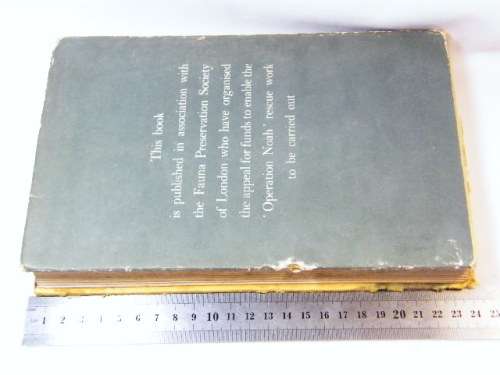 This book
is published in association with
the Fauna Preservation Society
of London who have organised
the appeal for funds to enable the
‘Operation Noah’ rescue work
to be carried out
1 2 3 4 5 6 7 8 9 10 11 12 13 14 15 16 17 18 19 20 21 22 23 24 25